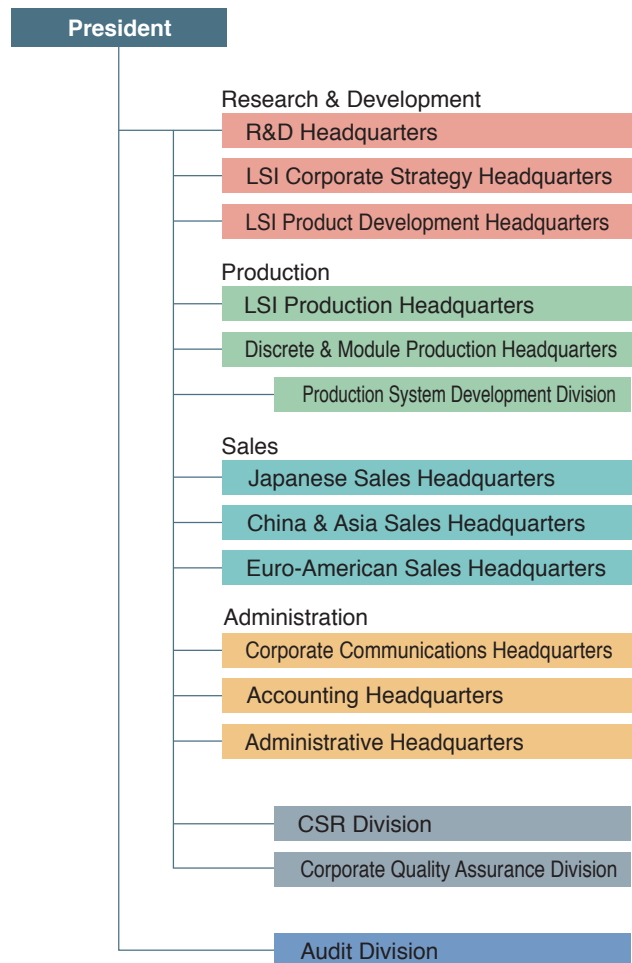 President
Research & Development
R&D Headquarters
LSI Corporate Strategy Headquarters
LSI Product Development Headquarters
Production
LSI Production Headquarters
Discrete & Module Production Headquarters
Production System Development Division
Sales
Japanese Sales Headquarters
China & Asia Sales Headquarters
Euro-American Sales Headquarters
Administration
Corporate Communications Headquarters
Accounting Headquarters
Administrative Headquarters
CSR Division
Corporate Quality Assurance Division
Audit Division